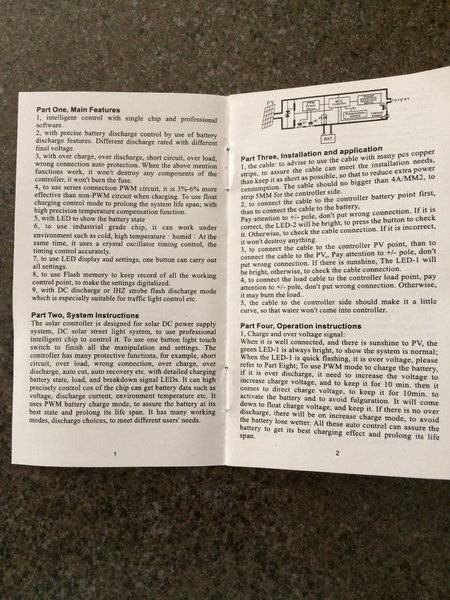 Part One, Main Features
1, intelligent control with single chip and professional
software.
2, with precise battery discharge control by use of battery
discharge features. Different discharge rated with different
final voltage.
3, with over charge, over discharge, short circuit, over load,
wrong connection auto protection. When the above mention
functions work, it won't destroy any components of the
controller, it won't burn the fuse.
4, to use series connection PWM circuit, it is 3%-6% more
effective than non-PWM circuit when charging. To use float
charging control mode to prolong the system life span; with
high precision temperature compensation function.
5, with LED to show the battery state
6, to use industrial grade chip, it can work under
environment such as cold, high temperature、humid . At the
same time, it uses a crystal oscillator timing control, the
timing control accurately.
7, to use LED display and settings, one button can carry out
all settings.
8, to use Flash memory to keep record of all the working
control point, to make the settings digitalized.
9, with DC discharge or IHZ strobe flash discharge mode
which is especially suitable for traffic light control etc.
Part Two, System Instructions
The solar controller is designed for solar DC power supply
system, DC solar street light system, to use professional
intelligent chip to control it. To use one button light touch
switch to finish all the manipulation and settings. The
controller has many protective functions, for example, short
circuit, over load, wrong connection, over charge, over
discharge, auto cut, auto recovery etc. with detailed charging
battery state, load, and breakdown signal LEDs. It can high
precisely control cos of the chip can get battery data such as
voltage, discharge current, environment temperature etc. It
uses PWM battery charge mode, to assure the battery at its
best state and prolong its life span. It has many working
modes, discharge choices, to meet different users' needs.
1
Output
BAT
Part Three, Installation and application
1, the cable: to advise to use the cable with many pcs copper
strips, to assure the cable can meet the installation needs,
than keep it as short as possible, so that to reduce extra power
consumption. The cable should no bigger than 4A/MM2, to
strip 5MM for the controller side.
2, to connect the cable to the controller battery point first,
than to connect the cable to the battery.
Pay attention to +/- pole, don't put wrong connection. If it is
correct, the LED-2 will be bright, to press the button to check
it. Otherwise, to check the cable connection. If it is incorrect,
it won't destroy anything.
3, to connect the cable to the controller PV point, than to
connect the cable to the PV,. Pay attention to +/- pole, don't
put wrong connection. If there is sunshine, The LED-1 will
be bright, otherwise, to check the cable connection.
4, to connect the load cable to the controller load point, pay
attention to +/- pole, don't put wrong connection. Otherwise,
it may burn the load..
5, the cable to the controller side should make it a little
curve, so that water won't come into controller.
Part Four, Operation instructions
1, Charge and over voltage signal:
When it is well connected, and there is sunshine to PV, the
green LED-1 is always bright, to show the system is normal;
When the LED-1 is quick flashing, it is over voltage, please
refer to Part Eight; To use PWM mode to charge the battery,
if it is over discharge, it need to increase the voltage to
increase charge voltage, and to keep it for 10 min. then it
comes to direct charge voltage, to keep it for 10min. to
activate the battery and to avoid fulguration. It will come
down to float charge voltage, and keep it. If there is no over
discharge, there will be on increase charge mode, to avoid
the battery lose wetter. All these auto control can assure the
battery to get its best charging effect and prolong its life
span.
2